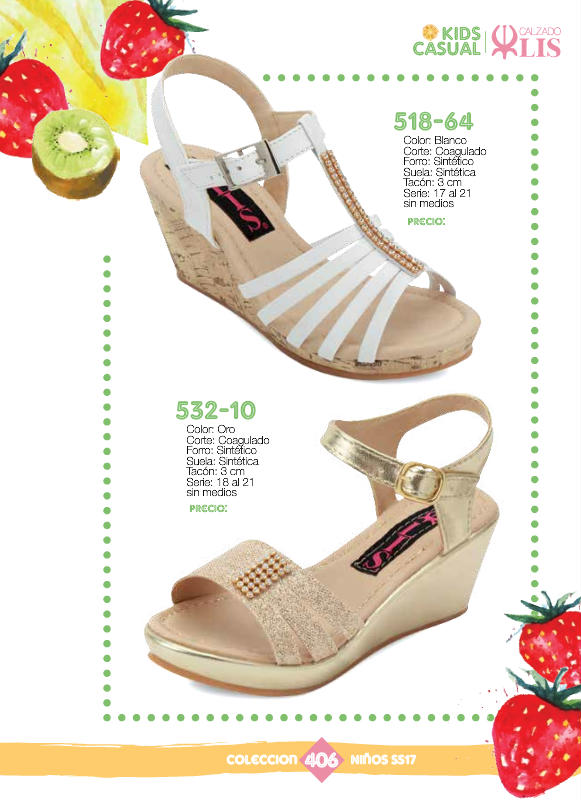 KIDS
CASUAL
CALZADO
LIS
518-64
Color: Blanco
Corte: Coagulado
Forro: Sintético
Suela: Sintética
Tacón: 3 cm
Serie: 17 al 21
sin medios
PRECIO:
532-10
Color: Oro
Corte: Coagulado
Forro: Sintético
Suela: Sintética
Tacón: 3 cm
Serie: 18 al 21
sin medios
PRECIO:
COLECCION 406 NIÑOS SS17